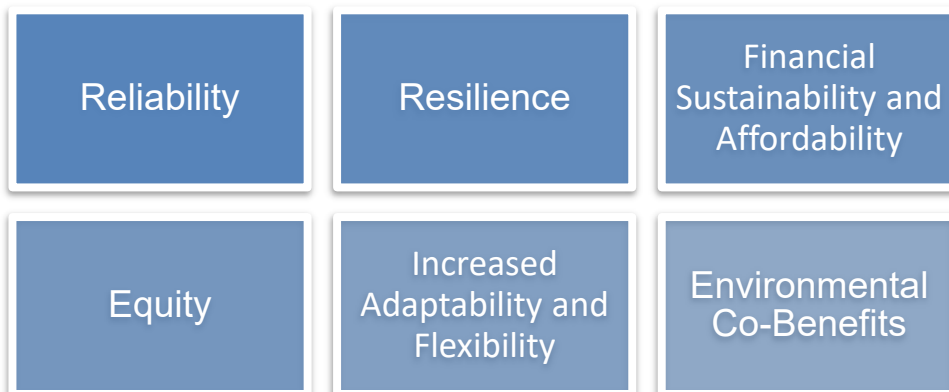 Reliability
Resilience
Financial
Sustainability and
Affordability
Equity
Increased
Adaptability and
Flexibility
Environmental
Co-Benefits